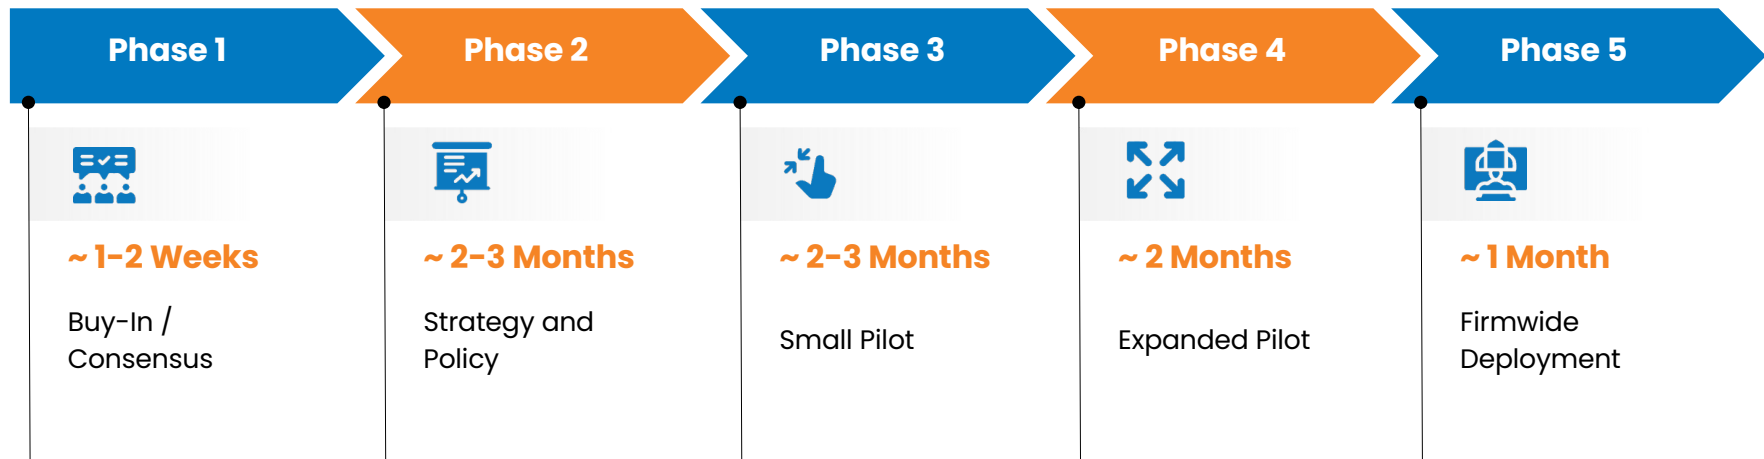 Phase 1
Phase 2
Phase 3
Phase 4
Phase 5
~ 1-2 Weeks
~ 2-3 Months
~ 2-3 Months
~ 2 Months
~ 1 Month
Buy-In /
Consensus
Strategy and
Policy
Small Pilot
Expanded Pilot
Firmwide
Deployment